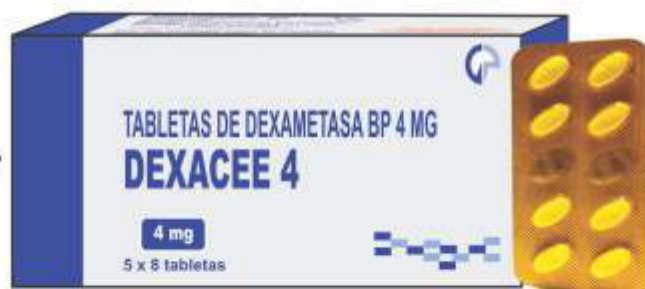 TABLETAS DE DEXAMETASA BP 4 MG
DEXACEE 4
4 mg
5 x 8 tabletas